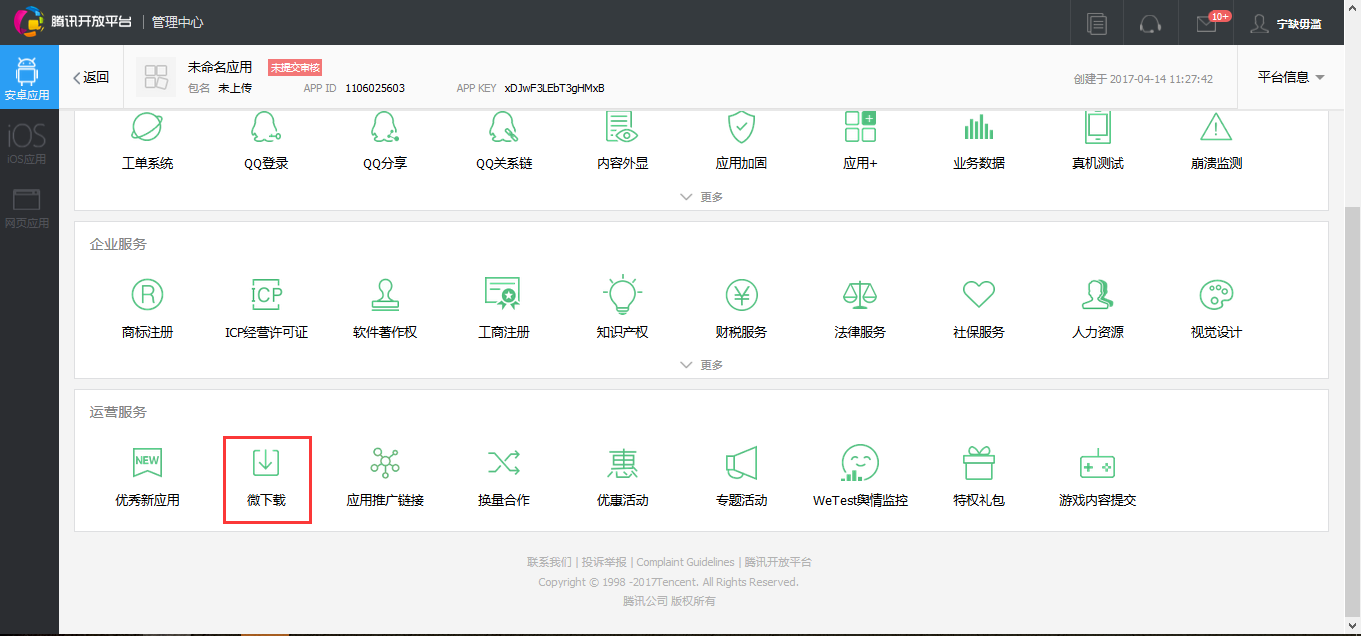 腾讯开放平台 | 管理中心 10+ 宁缺毋滥
安卓应用 返回 未命名应用 未提交审核 创建于 2017-04-14 11:27:42 平台信息
包名 未上传 APP ID 1106025603 APP KEY xDJwF3LEbT3gHMxB
iOS
iOS应用
网页应用
工单系统 QQ登录 QQ分享 QQ关系链 内容外显 应用加固 应用+ 业务数据 真机测试 崩溃监测
更多
企业服务
R ICP ¥
商标注册 ICP经营许可证 软件著作权 工商注册 知识产权 财税服务 法律服务 社保服务 人力资源 视觉设计
更多
运营服务
NEW 惠
优秀新应用 微下载 应用推广链接 换量合作 优惠活动 专题活动 WeTest舆情监控 特权礼包 游戏内容提交
联系我们 | 投诉举报 | Complaint Guidelines | 腾讯开放平台
Copyright © 1998 -2017Tencent. All Rights Reserved.
腾讯公司 版权所有